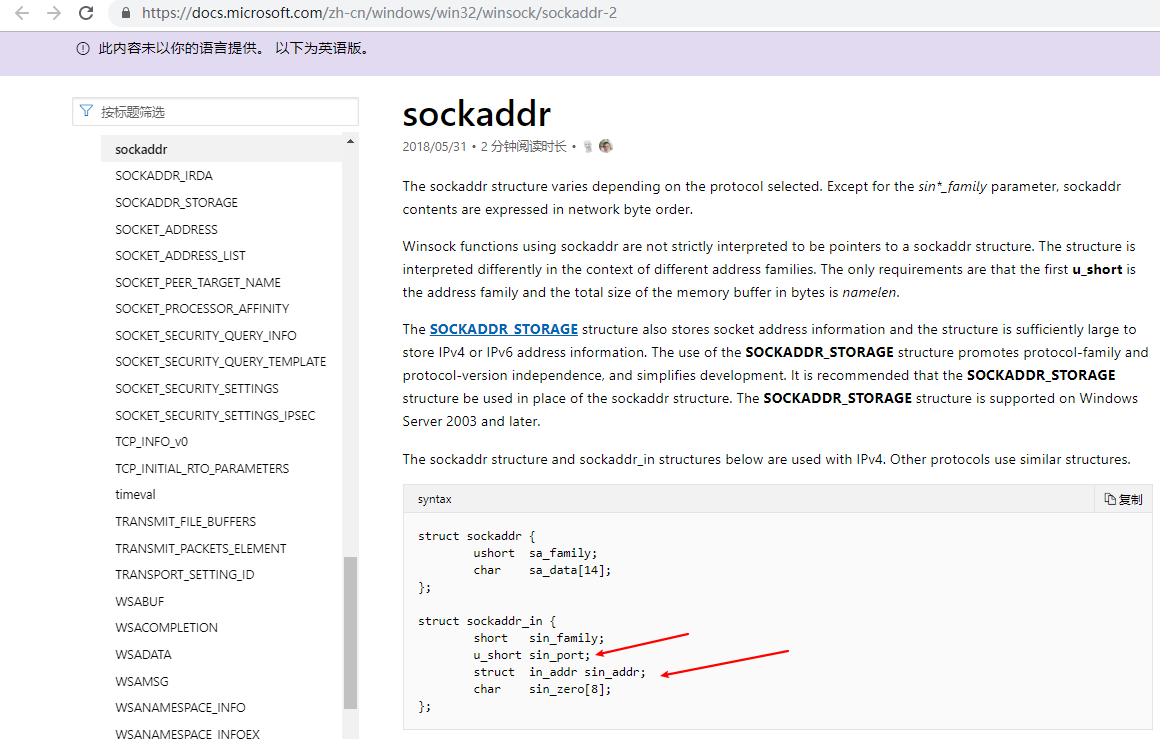 https://docs.microsoft.com/zh-cn/windows/win32/winsock/sockaddr-2
此内容未以你的语言提供。 以下为英语版。
按标题筛选
sockaddr
SOCKADDR_IRDA
SOCKADDR_STORAGE
SOCKET_ADDRESS
SOCKET_ADDRESS_LIST
SOCKET_PEER_TARGET_NAME
SOCKET_PROCESSOR_AFFINITY
SOCKET_SECURITY_QUERY_INFO
SOCKET_SECURITY_QUERY_TEMPLATE
SOCKET_SECURITY_SETTINGS
SOCKET_SECURITY_SETTINGS_IPSEC
TCP_INFO_v0
TCP_INITIAL_RTO_PARAMETERS
timeval
TRANSMIT_FILE_BUFFERS
TRANSMIT_PACKETS_ELEMENT
TRANSPORT_SETTING_ID
WSABUF
WSACOMPLETION
WSADATA
WSAMSG
WSANAMESPACE_INFO
WSANAMESPACE_INFOEX
sockaddr
2018/05/31 • 2 分钟阅读时长 •
The sockaddr structure varies depending on the protocol selected. Except for the sin*_family parameter, sockaddr
contents are expressed in network byte order.
Winsock functions using sockaddr are not strictly interpreted to be pointers to a sockaddr structure. The structure is
interpreted differently in the context of different address families. The only requirements are that the first u_short is
the address family and the total size of the memory buffer in bytes is namelen.
The SOCKADDR_STORAGE structure also stores socket address information and the structure is sufficiently large to
store IPv4 or IPv6 address information. The use of the SOCKADDR_STORAGE structure promotes protocol-family and
protocol-version independence, and simplifies development. It is recommended that the SOCKADDR_STORAGE
structure be used in place of the sockaddr structure. The SOCKADDR_STORAGE structure is supported on Windows
Server 2003 and later.
The sockaddr structure and sockaddr_in structures below are used with IPv4. Other protocols use similar structures.
syntax
复制
struct sockaddr {
ushort sa_family;
char sa_data[14];
};
struct sockaddr_in {
short sin_family;
u_short sin_port;
struct in_addr sin_addr;
char sin_zero[8];
};